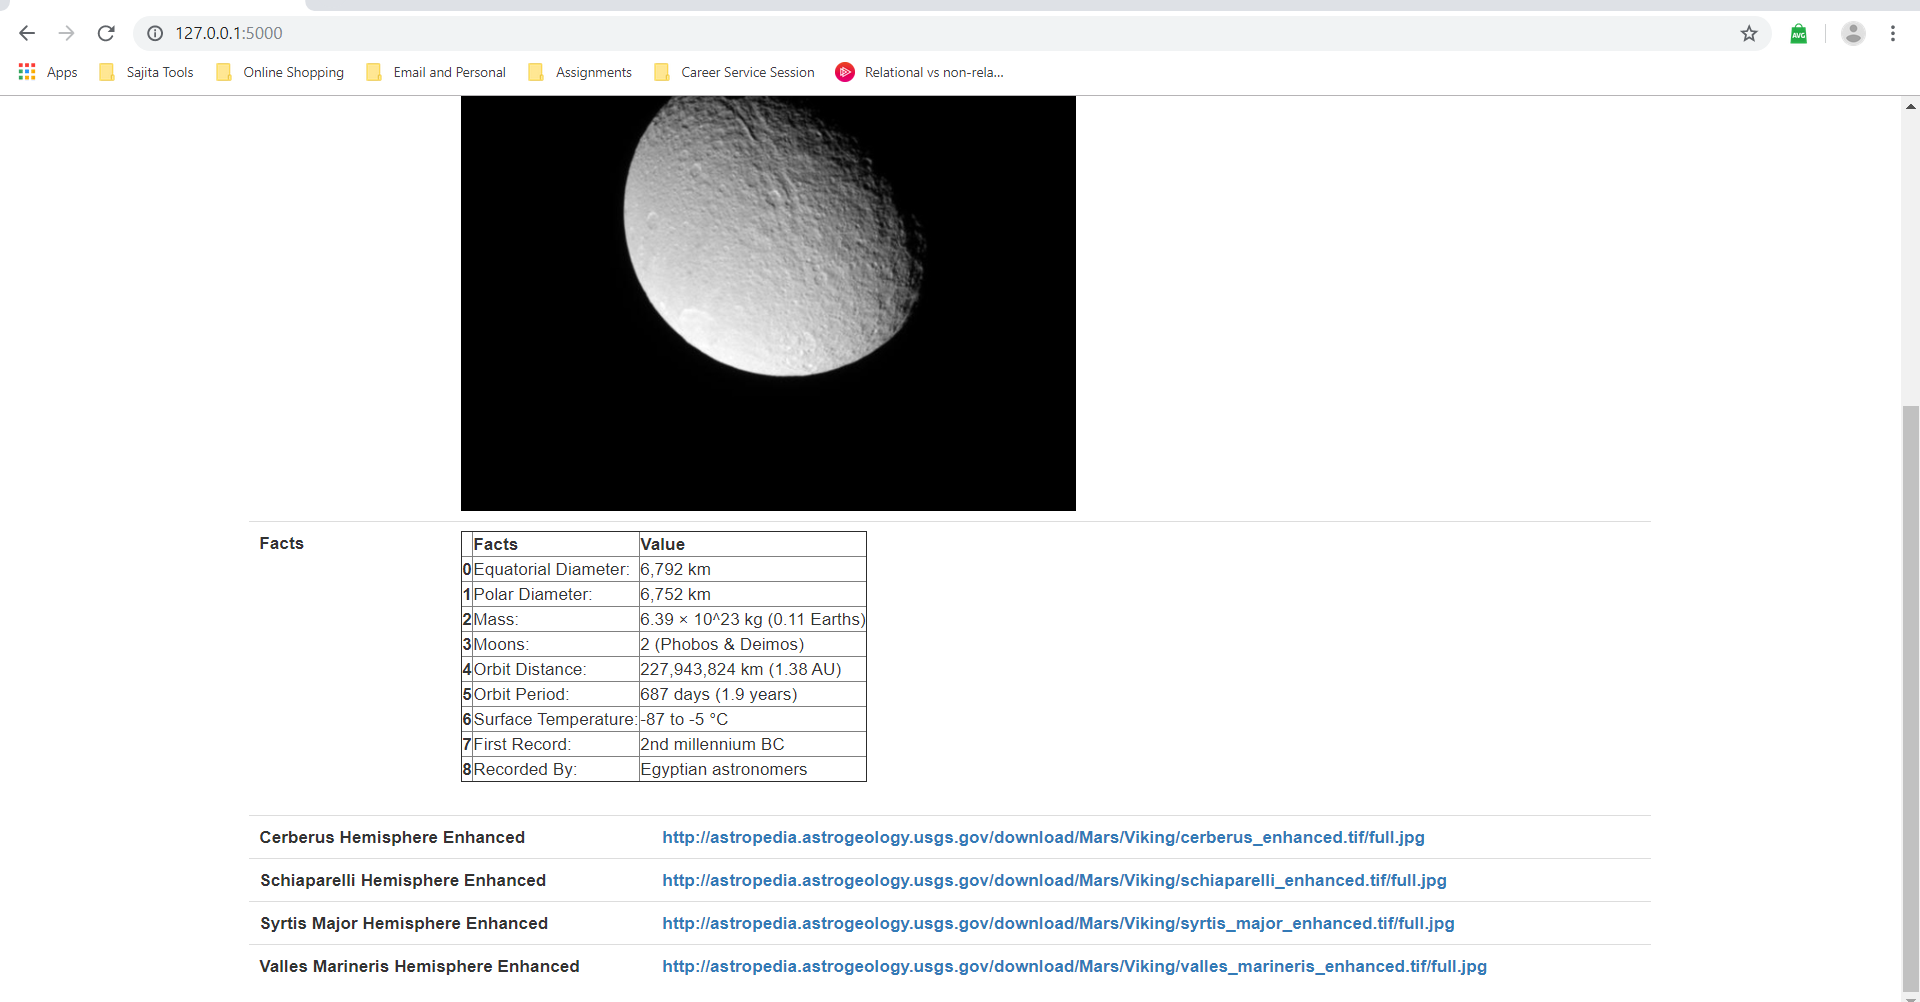 127.0.0.1:5000
Apps Sajita Tools Online Shopping Email and Personal Assignments Career Service Session Relational vs non-rela...
AVG
Facts
Facts Value
0 Equatorial Diameter: 6,792 km
1 Polar Diameter: 6,752 km
2 Mass: 6.39 × 10^23 kg (0.11 Earths)
3 Moons: 2 (Phobos & Deimos)
4 Orbit Distance: 227,943,824 km (1.38 AU)
5 Orbit Period: 687 days (1.9 years)
6 Surface Temperature: -87 to -5 °C
7 First Record: 2nd millennium BC
8 Recorded By: Egyptian astronomers
Cerberus Hemisphere Enhanced http://astropedia.astrogeology.usgs.gov/download/Mars/Viking/cerberus_enhanced.tif/full.jpg
Schiaparelli Hemisphere Enhanced http://astropedia.astrogeology.usgs.gov/download/Mars/Viking/schiaparelli_enhanced.tif/full.jpg
Syrtis Major Hemisphere Enhanced http://astropedia.astrogeology.usgs.gov/download/Mars/Viking/syrtis_major_enhanced.tif/full.jpg
Valles Marineris Hemisphere Enhanced http://astropedia.astrogeology.usgs.gov/download/Mars/Viking/valles_marineris_enhanced.tif/full.jpg